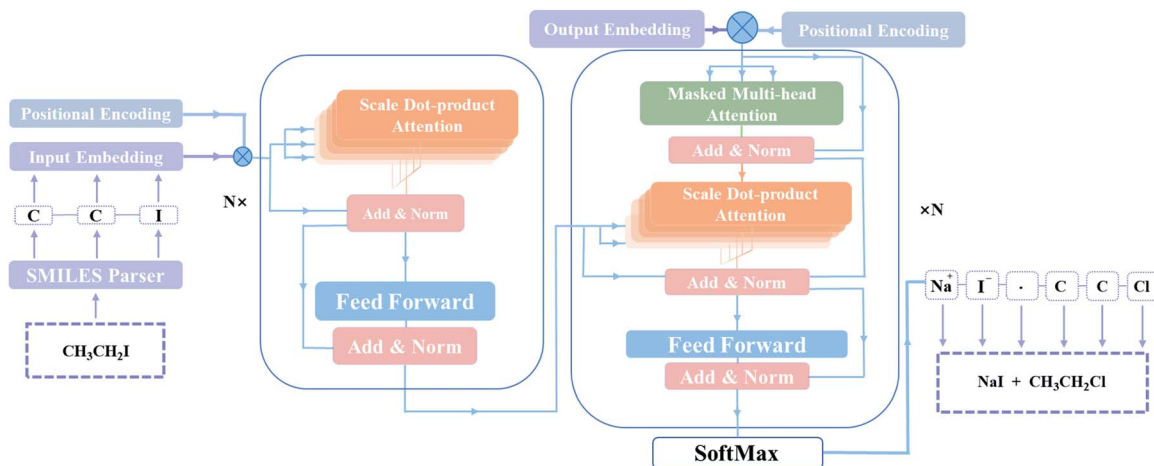 Output Embedding
Positional Encoding
Positional Encoding
Input Embedding
C
C
I
SMILES Parser
CH₃CH₂I
N×
Scale Dot-product
Attention
Add & Norm
Feed Forward
Add & Norm
Masked Multi-head
Attention
Add & Norm
Scale Dot-product
Attention
Add & Norm
Feed Forward
Add & Norm
SoftMax
×N
Na⁺
I⁻
.
C
C
Cl
NaI + CH₃CH₂Cl